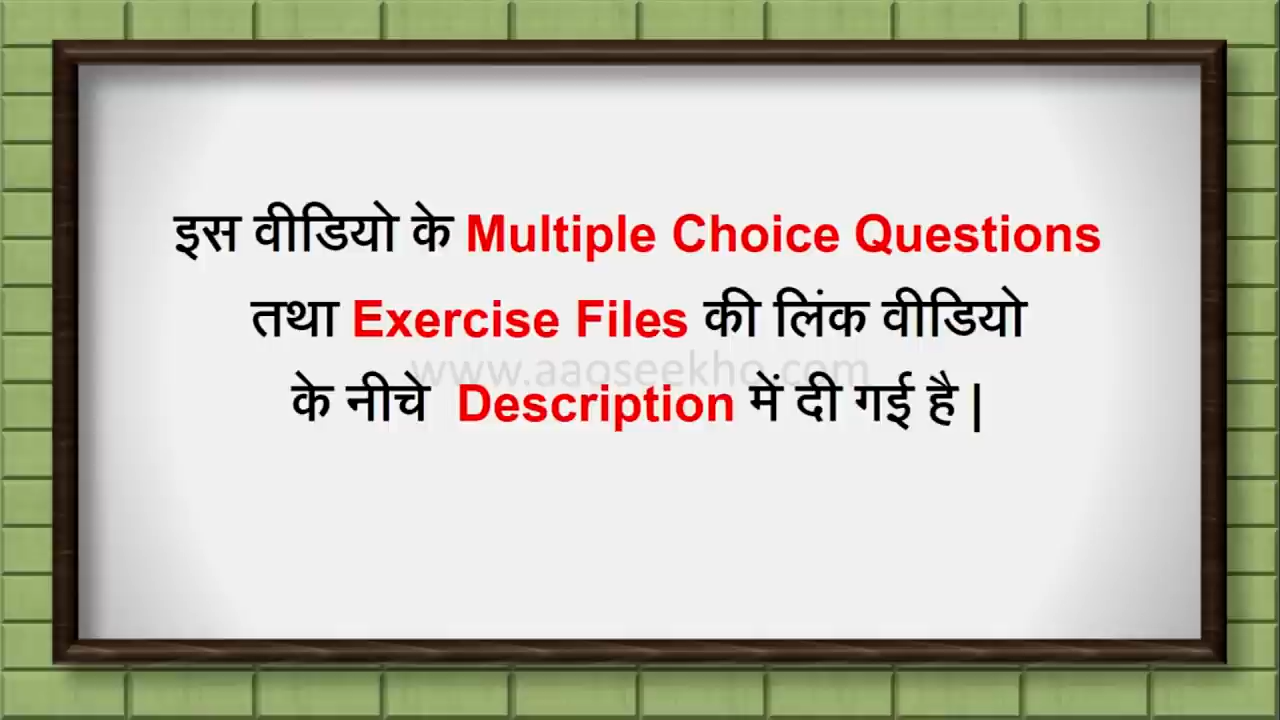 इस वीडियो के Multiple Choice Questions
तथा Exercise Files की लिंक वीडियो
www.aaoseekho.com
के नीचे Description में दी गई है |